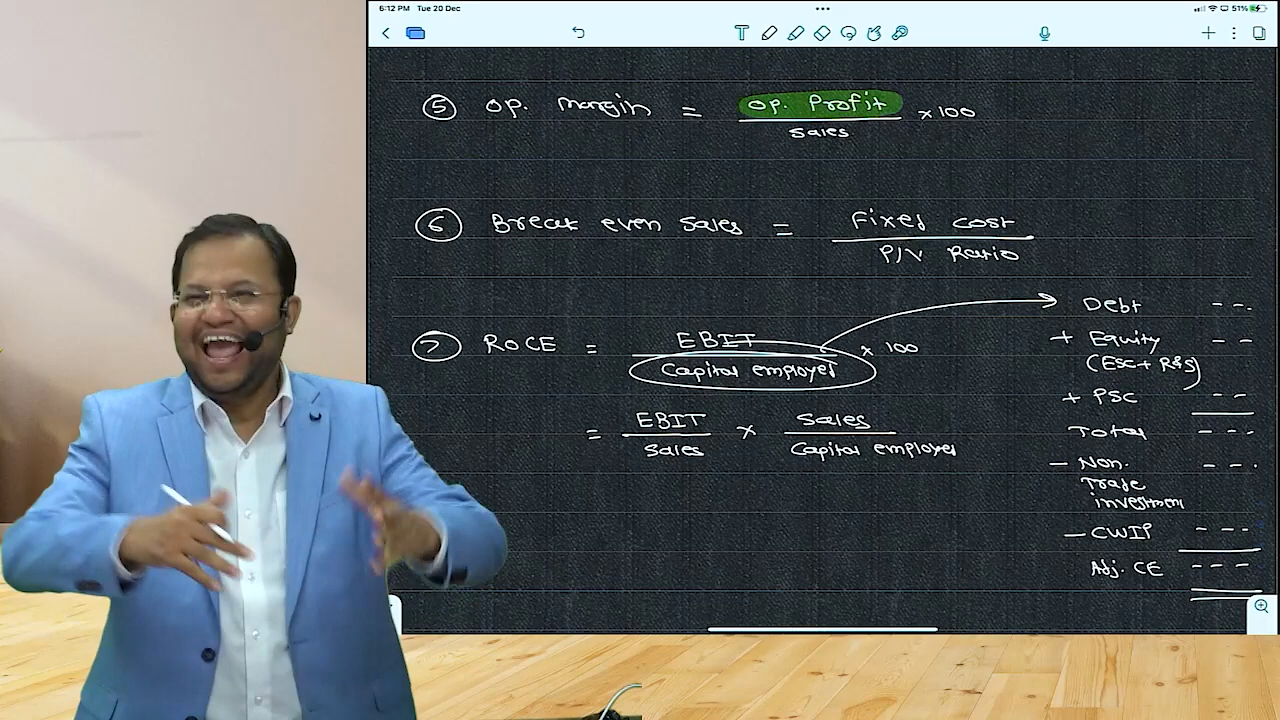 6:12 PM Tue 20 Dec
51%
⑤ Op. Margin = Op. Profit / Sales × 100
⑥ Break even Sales = Fixed Cost / P/V Ratio
⑦ ROCE = EBIT / Capital employed × 100
= EBIT / Sales × Sales / Capital employed
Debt ---
+ Equity --
(ESC + R&S)
+ PSC --
Total ---
- Non. ---
Trade
investment
- CWIP ---
Adj. CE ---